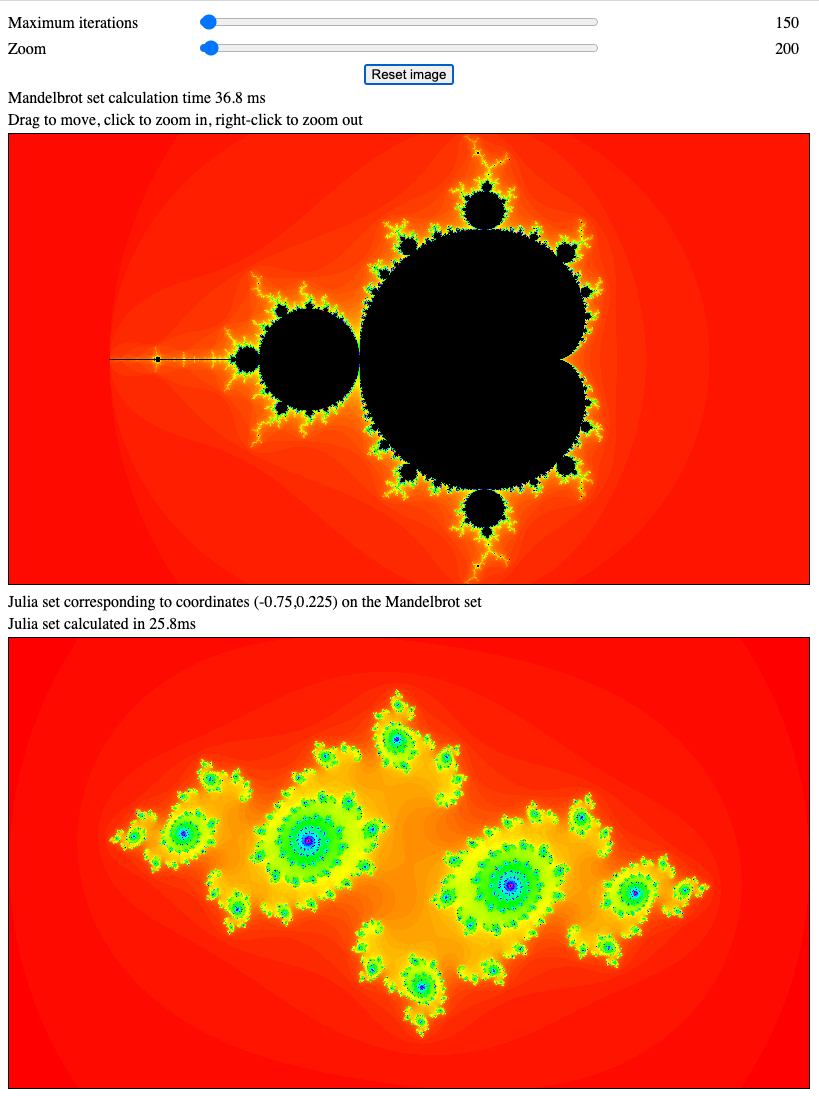 Maximum iterations 150
Zoom 200
Reset image
Mandelbrot set calculation time 36.8 ms
Drag to move, click to zoom in, right-click to zoom out
Julia set corresponding to coordinates (-0.75,0.225) on the Mandelbrot set
Julia set calculated in 25.8ms